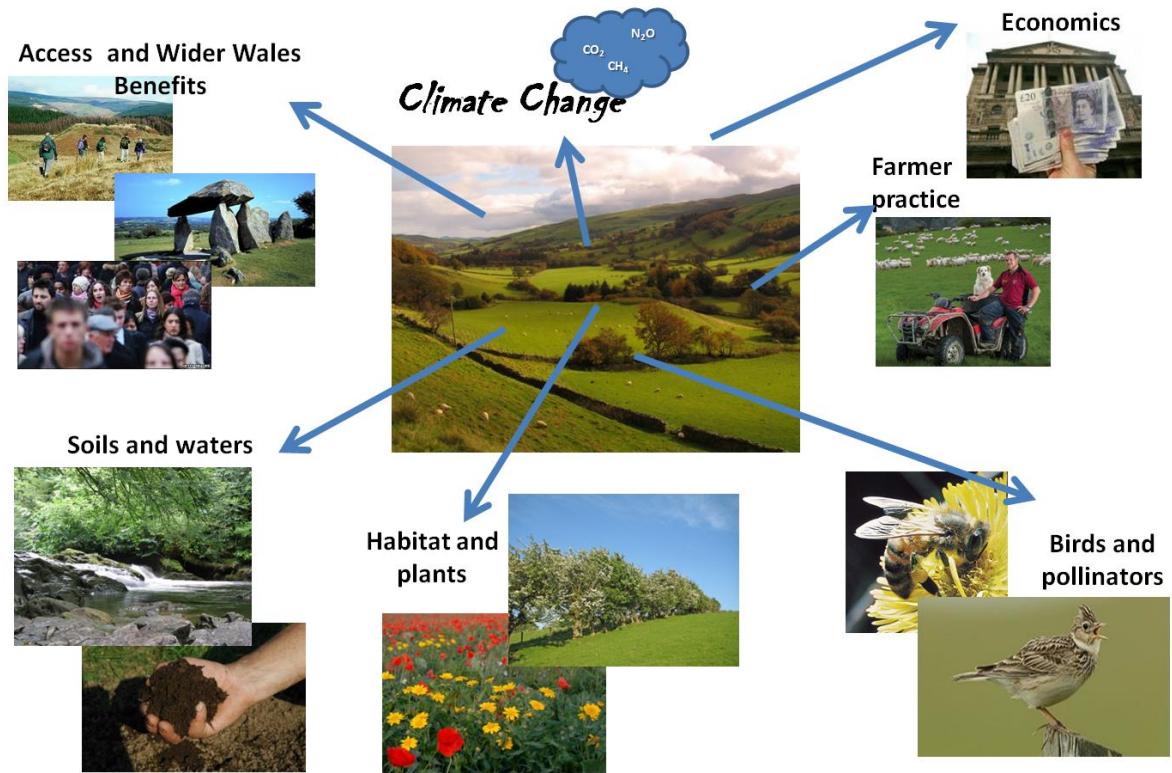 Access and Wider Wales
Benefits
Climate Change
N₂O
CO₂
CH₄
Economics
£20
Farmer
practice
Soils and waters
Habitat and
plants
Birds and
pollinators